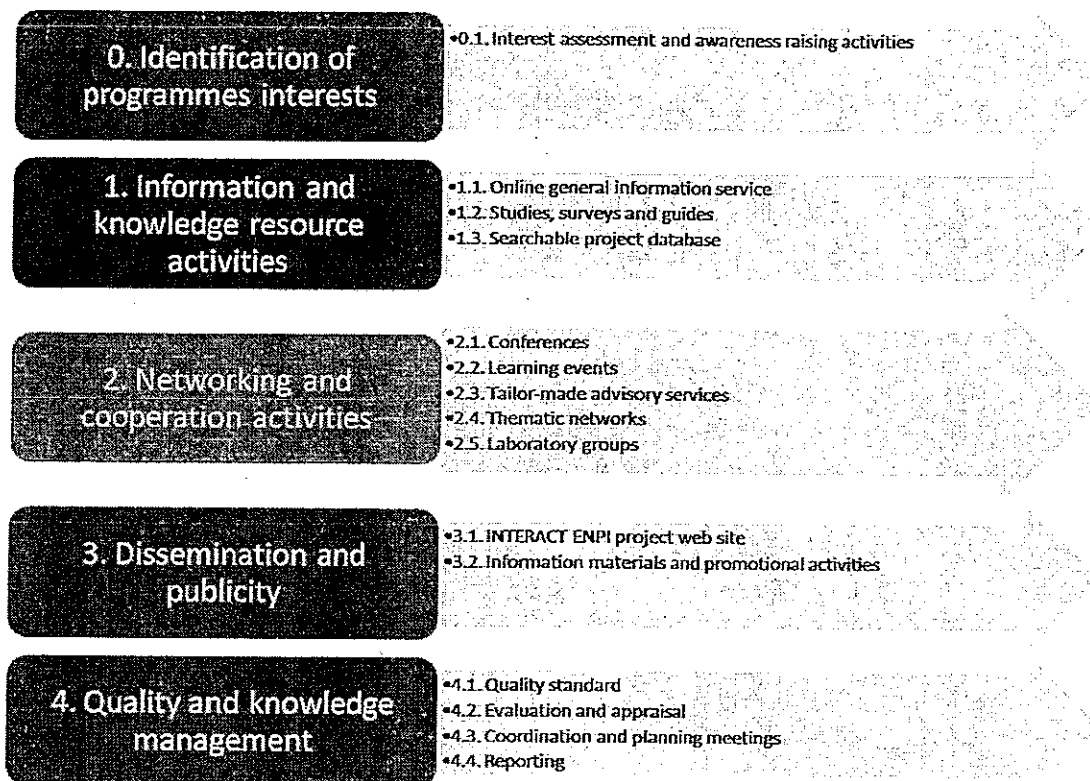 0. Identification of
programmes interests
•0.1. Interest assessment and awareness raising activities
1. Information and
knowledge resource
activities
•1.1. Online general information service
•1.2. Studies, surveys and guides
•1.3. Searchable project database
2. Networking and
cooperation activities
•2.1. Conferences
•2.2. Learning events
•2.3. Tailor-made advisory services
•2.4. Thematic networks
•2.5. Laboratory groups
3. Dissemination and
publicity
•3.1. INTERACT ENPI project web site
•3.2. Information materials and promotional activities
4. Quality and knowledge
management
•4.1. Quality standard
•4.2. Evaluation and appraisal
•4.3. Coordination and planning meetings
•4.4. Reporting